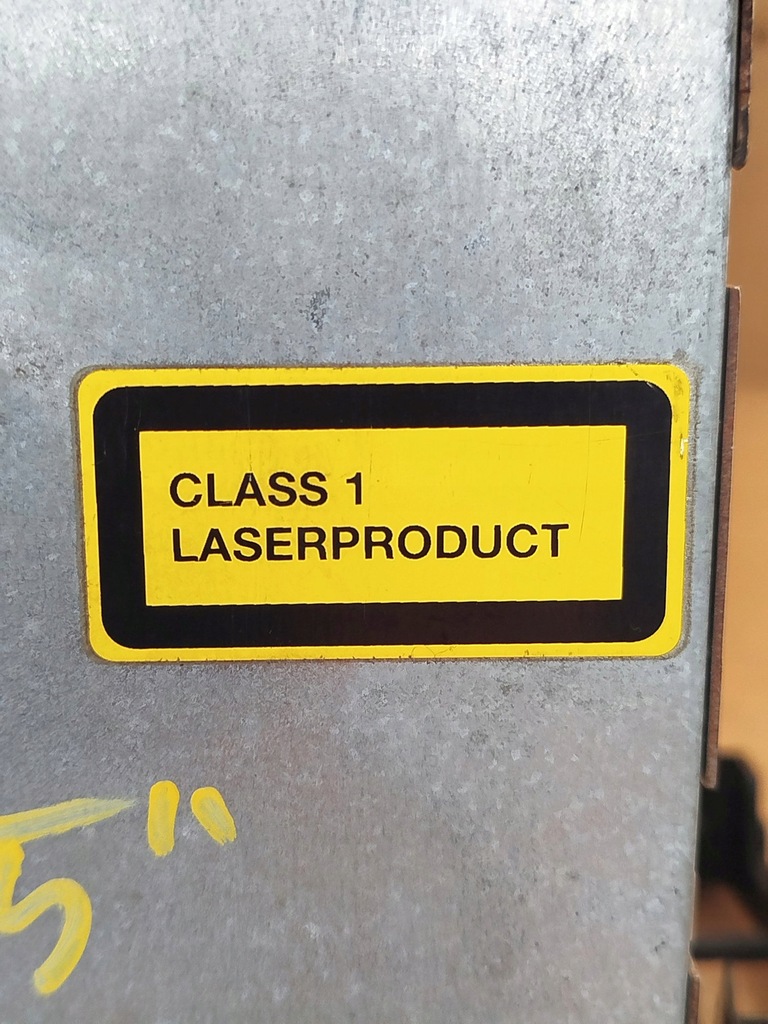 CLASS 1
LASERPRODUCT
5"